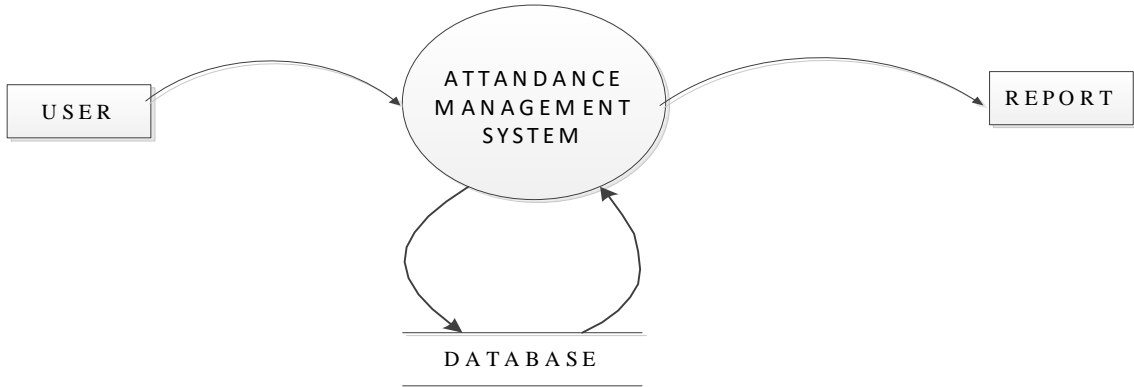 USER
ATTANDANCE
MANAGEMENT
SYSTEM
REPORT
DATABASE